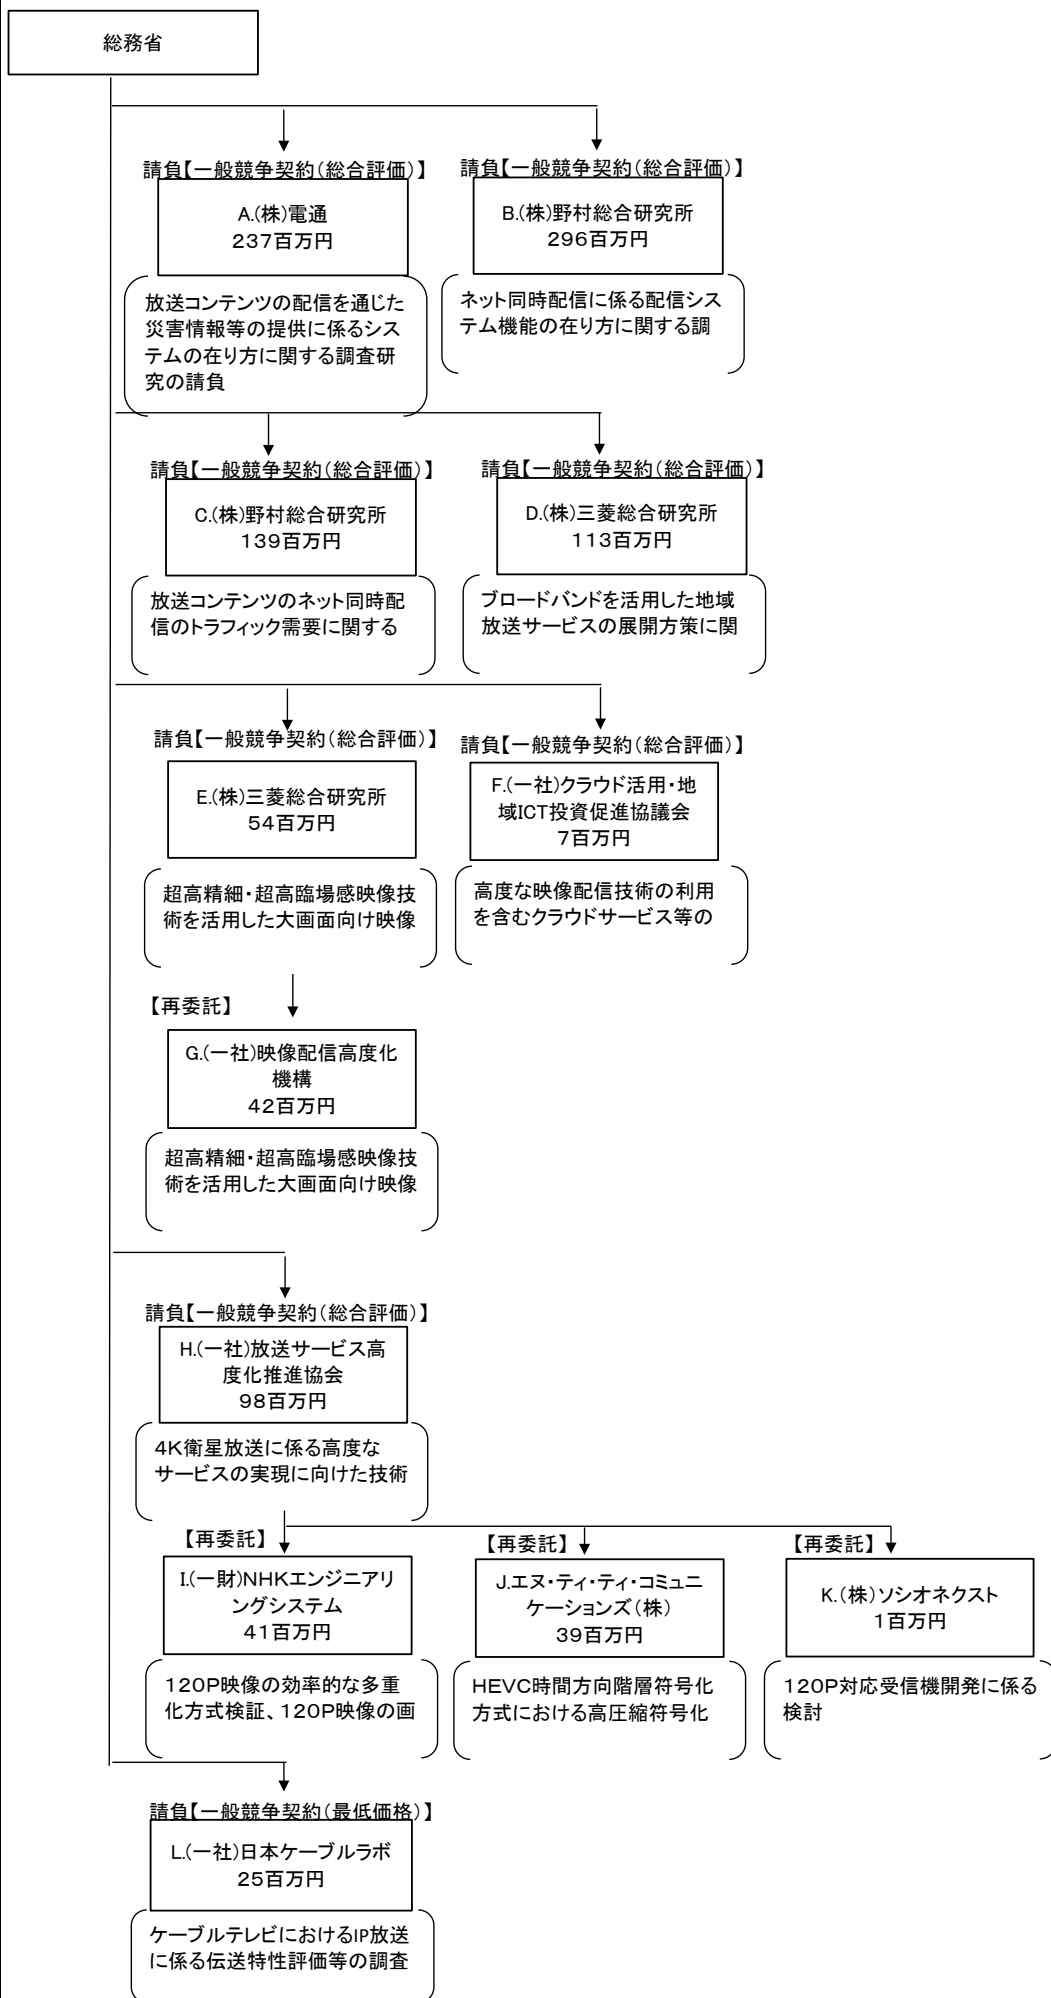 総務省
請負【一般競争契約(総合評価)】
A.(株)電通
237百万円
放送コンテンツの配信を通じた
災害情報等の提供に係るシス
テムの在り方に関する調査研
究の請負
請負【一般競争契約(総合評価)】
B.(株)野村総合研究所
296百万円
ネット同時配信に係る配信シス
テム機能の在り方に関する調
請負【一般競争契約(総合評価)】
C.(株)野村総合研究所
139百万円
放送コンテンツのネット同時配
信のトラフィック需要に関する
請負【一般競争契約(総合評価)】
D.(株)三菱総合研究所
113百万円
ブロードバンドを活用した地域
放送サービスの展開方策に関
請負【一般競争契約(総合評価)】
E.(株)三菱総合研究所
54百万円
超高精細・超高臨場感映像技
術を活用した大画面向け映像
請負【一般競争契約(総合評価)】
F.(一社)クラウド活用・地
域ICT投資促進協議会
7百万円
高度な映像配信技術の利用
を含むクラウドサービス等の
【再委託】
G.(一社)映像配信高度化
機構
42百万円
超高精細・超高臨場感映像技
術を活用した大画面向け映像
請負【一般競争契約(総合評価)】
H.(一社)放送サービス高
度化推進協会
98百万円
4K衛星放送に係る高度な
サービスの実現に向けた技術
【再委託】
I.(一財)NHKエンジニアリ
ングシステム
41百万円
120P映像の効率的な多重
化方式検証、120P映像の画
【再委託】
J.エヌ・ティ・ティ・コミュニ
ケーションズ(株)
39百万円
HEVC時間方向階層符号化
方式における高圧縮符号化
【再委託】
K.(株)ソシオネクスト
1百万円
120P対応受信機開発に係る
検討
請負【一般競争契約(最低価格)】
L.(一社)日本ケーブルラボ
25百万円
ケーブルテレビにおけるIP放送
に係る伝送特性評価等の調査